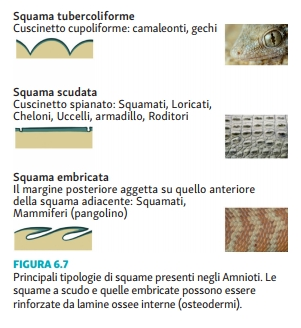 Squama tubercoliforme
Cuscinetto cupoliforme: camaleonti, gechi
Squama scudata
Cuscinetto spianato: Squamati, Loricati,
Cheloni, Uccelli, armadillo, Roditori
Squama embricata
Il margine posteriore aggetta su quello anteriore
della squama adiacente: Squamati,
Mammiferi (pangolino)
FIGURA 6.7
Principali tipologie di squame presenti negli Amnioti. Le
squame a scudo e quelle embricate possono essere
rinforzate da lamine ossee interne (osteodermi).